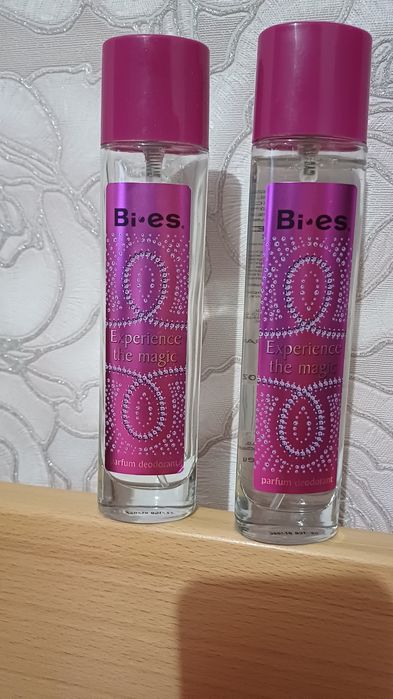 Bi•es.
Experience
the magic
parfum deodorant
Bi•es.
Experience
the magic
parfum deodorant